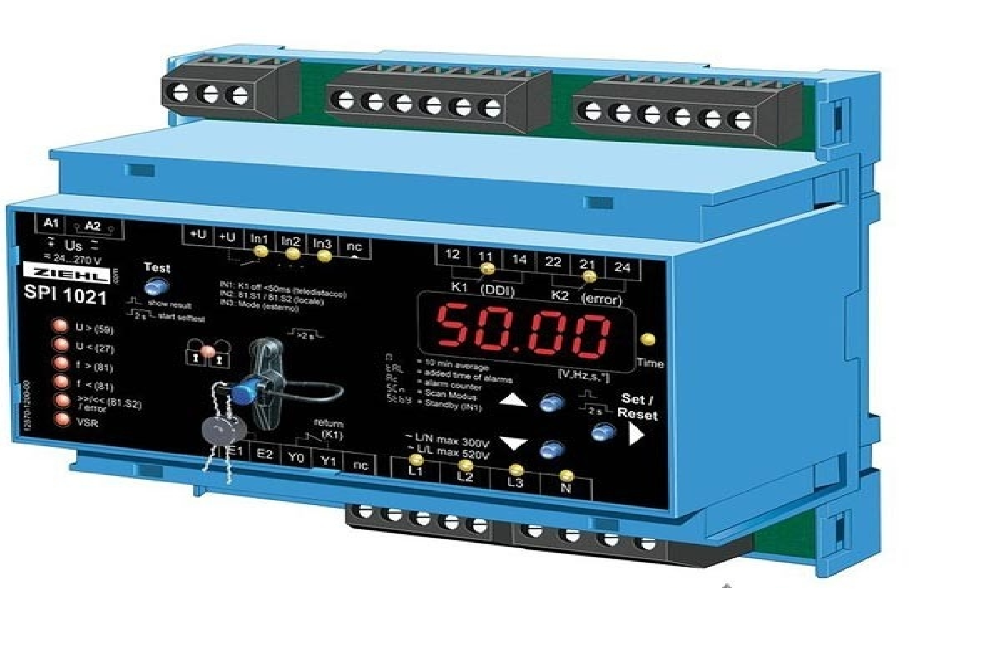 A1 A2
Us
≂ 24...270 V
ZIEHL
.com
SPI 1021
Test
show result
2 s start selftest
+U +U In1 In2 In3 nc
IN1: K1 off <50ms (teledistacco)
IN2: 81.S1 / 81.S2 (locale)
IN3: Mode (esterno)
12 11 14 22 21 24
K1 (DDI) K2 (error)
50.00
Time
[V,Hz,s,°]
U > (59)
U < (27)
f > (81)
f < (81)
>>/<< (81.S2)
/ error
VSR
>2 s
= 10 min average
= added time of alarms
= alarm counter
= Scan Modus
Stby = Standby (IN1)
2 s
Set /
Reset
return
(K1)
~ L/N max 300V
~ L/L max 520V
E1 E2 Y0 Y1 nc
L1 L2 L3 N